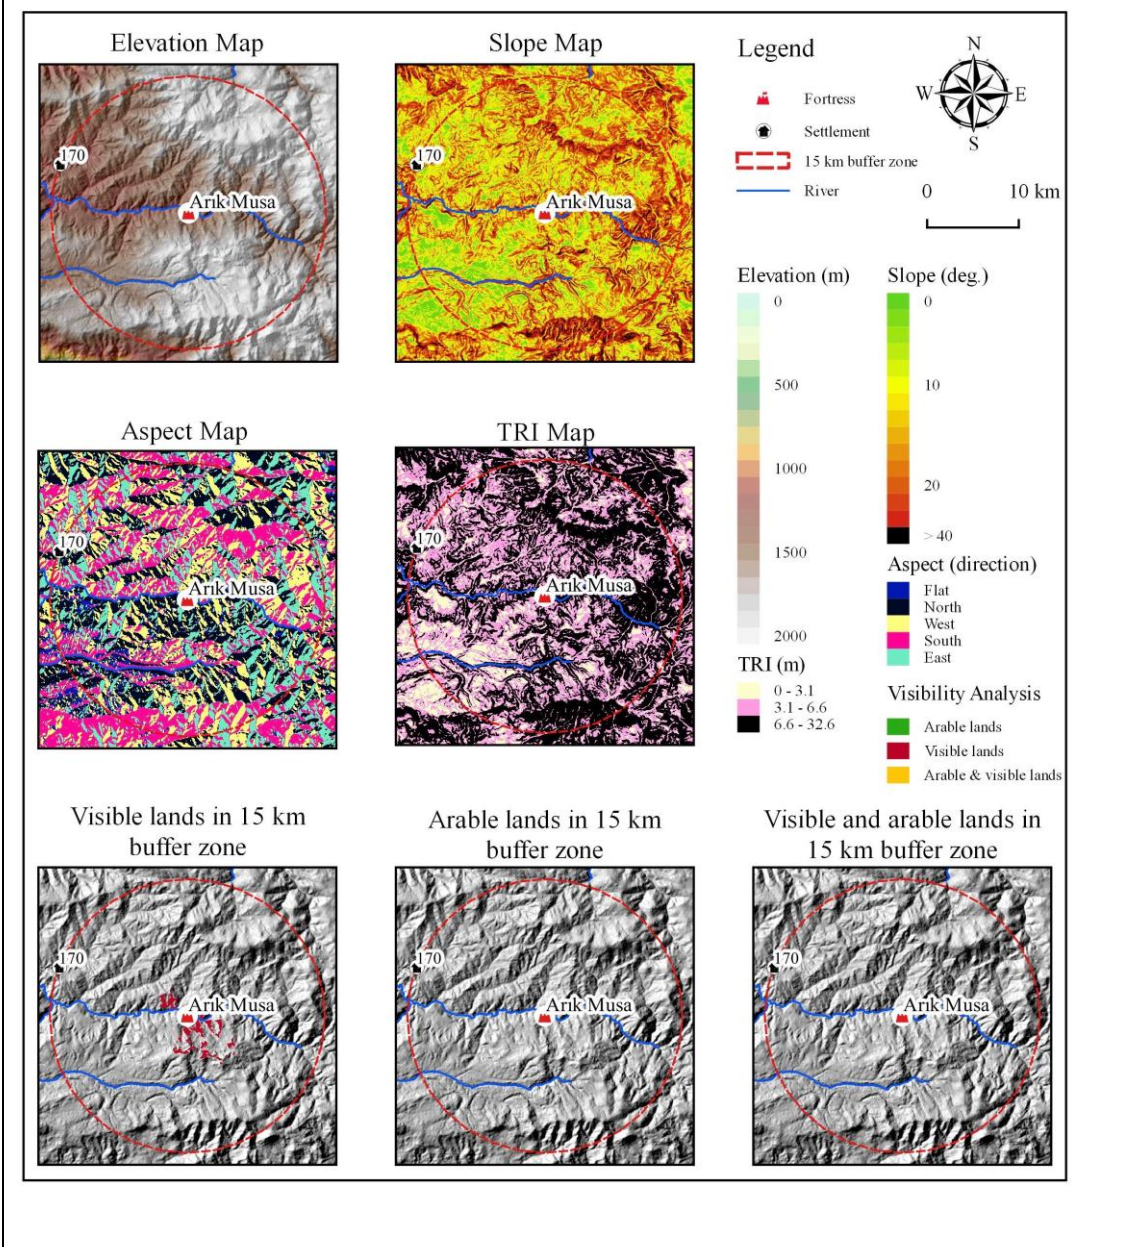 Elevation Map
Slope Map
Legend
N
W
E
S
Fortress
Settlement
15 km buffer zone
River
0
10 km
170
Arık Musa
170
Arık Musa
Elevation (m)
0
500
1000
1500
2000
Slope (deg.)
0
10
20
> 40
Aspect Map
TRI Map
170
Arık Musa
170
Arık Musa
Aspect (direction)
Flat
North
West
South
East
TRI (m)
0 - 3.1
3.1 - 6.6
6.6 - 32.6
Visibility Analysis
Arable lands
Visible lands
Arable & visible lands
Visible lands in 15 km
buffer zone
Arable lands in 15 km
buffer zone
Visible and arable lands in
15 km buffer zone
170
Arık Musa
170
Arık Musa
170
Arık Musa